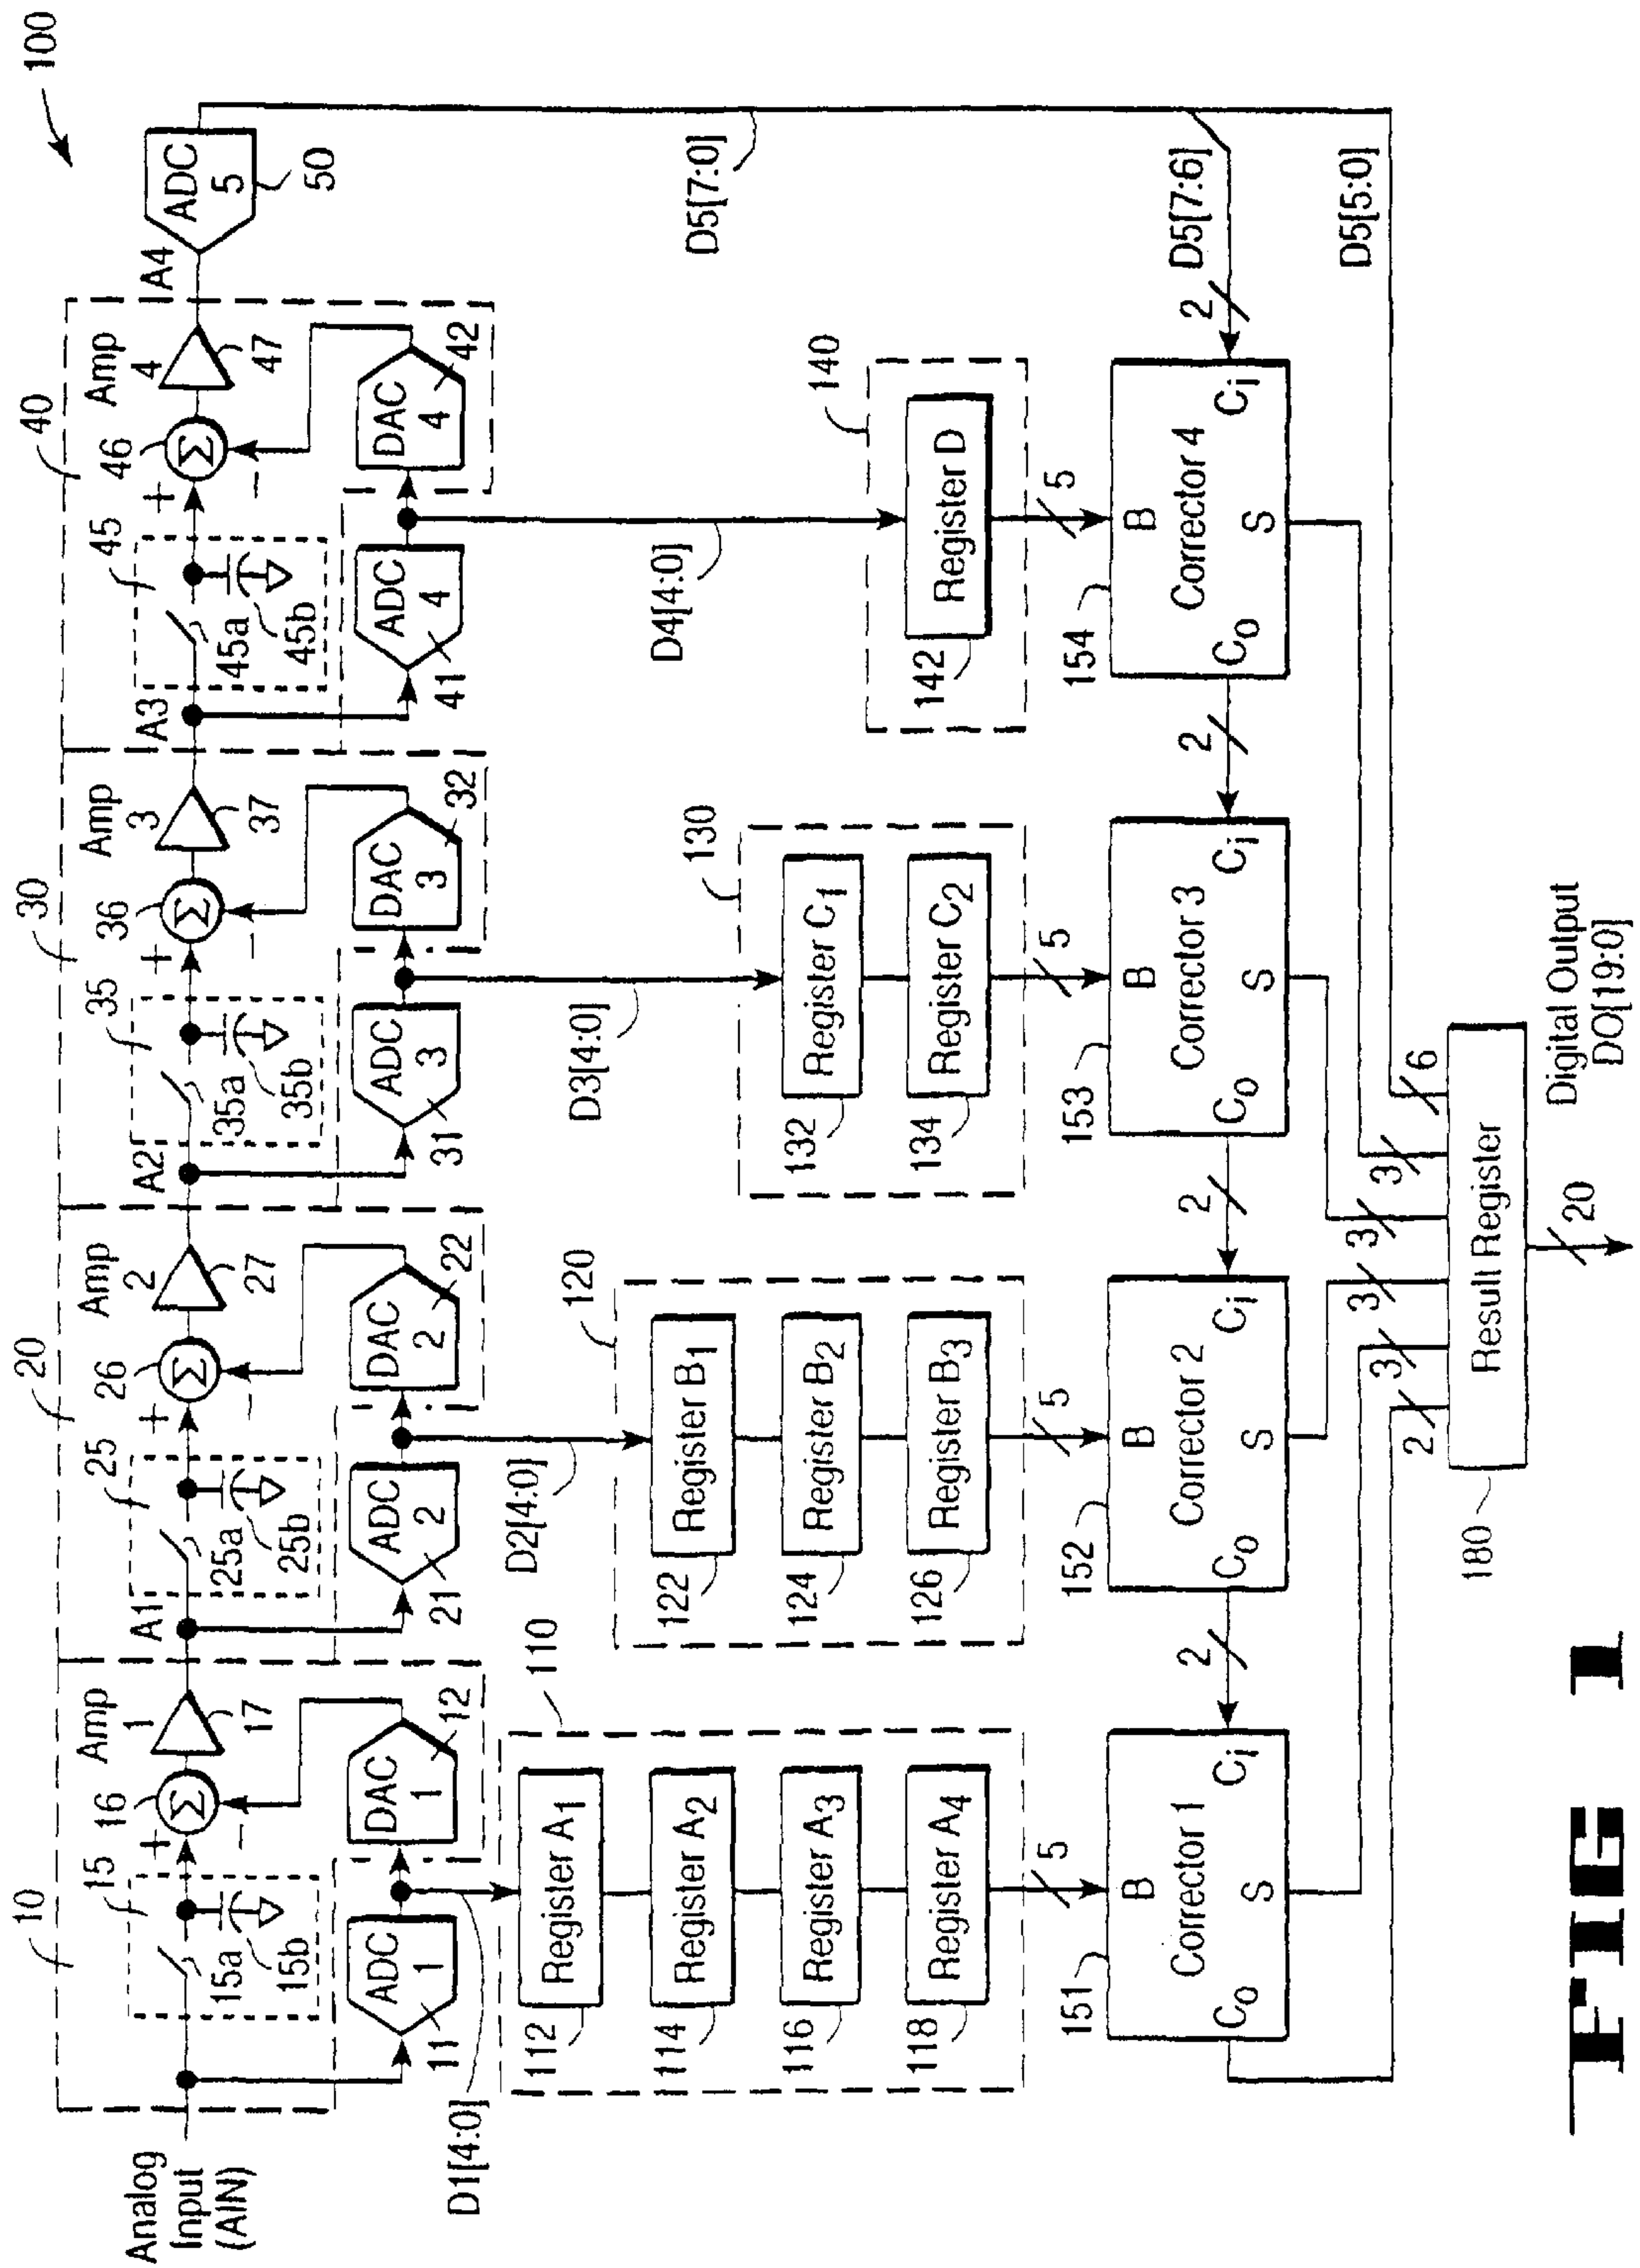 100
10
20
30
40
Analog
Input
(AIN)
15
15a
15b
16
+
−
Σ
Amp
1
17
A1
25
25a
25b
26
+
−
Σ
Amp
2
27
A2
35
35a
35b
36
+
−
Σ
Amp
3
37
A3
45
45a
45b
46
+
−
Σ
Amp
4
47
A4
ADC
5
50
ADC
1
11
DAC
1
12
ADC
2
21
DAC
2
22
ADC
3
31
DAC
3
32
ADC
4
41
DAC
4
42
D1[4:0]
D2[4:0]
D3[4:0]
D4[4:0]
D5[7:0]
110
Register A1
112
Register A2
114
Register A3
116
Register A4
118
120
Register B1
122
Register B2
124
Register B3
126
130
Register C1
132
Register C2
134
140
Register D
142
5
5
5
5
151
B
Corrector 1
Co
S
Ci
2
152
B
Corrector 2
Co
S
Ci
2
153
B
Corrector 3
Co
S
Ci
2
154
B
Corrector 4
Co
S
Ci
2
D5[7:6]
D5[5:0]
2
3
3
3
3
6
Result Register
180
20
Digital Output
DO[19:0]
FIG 1